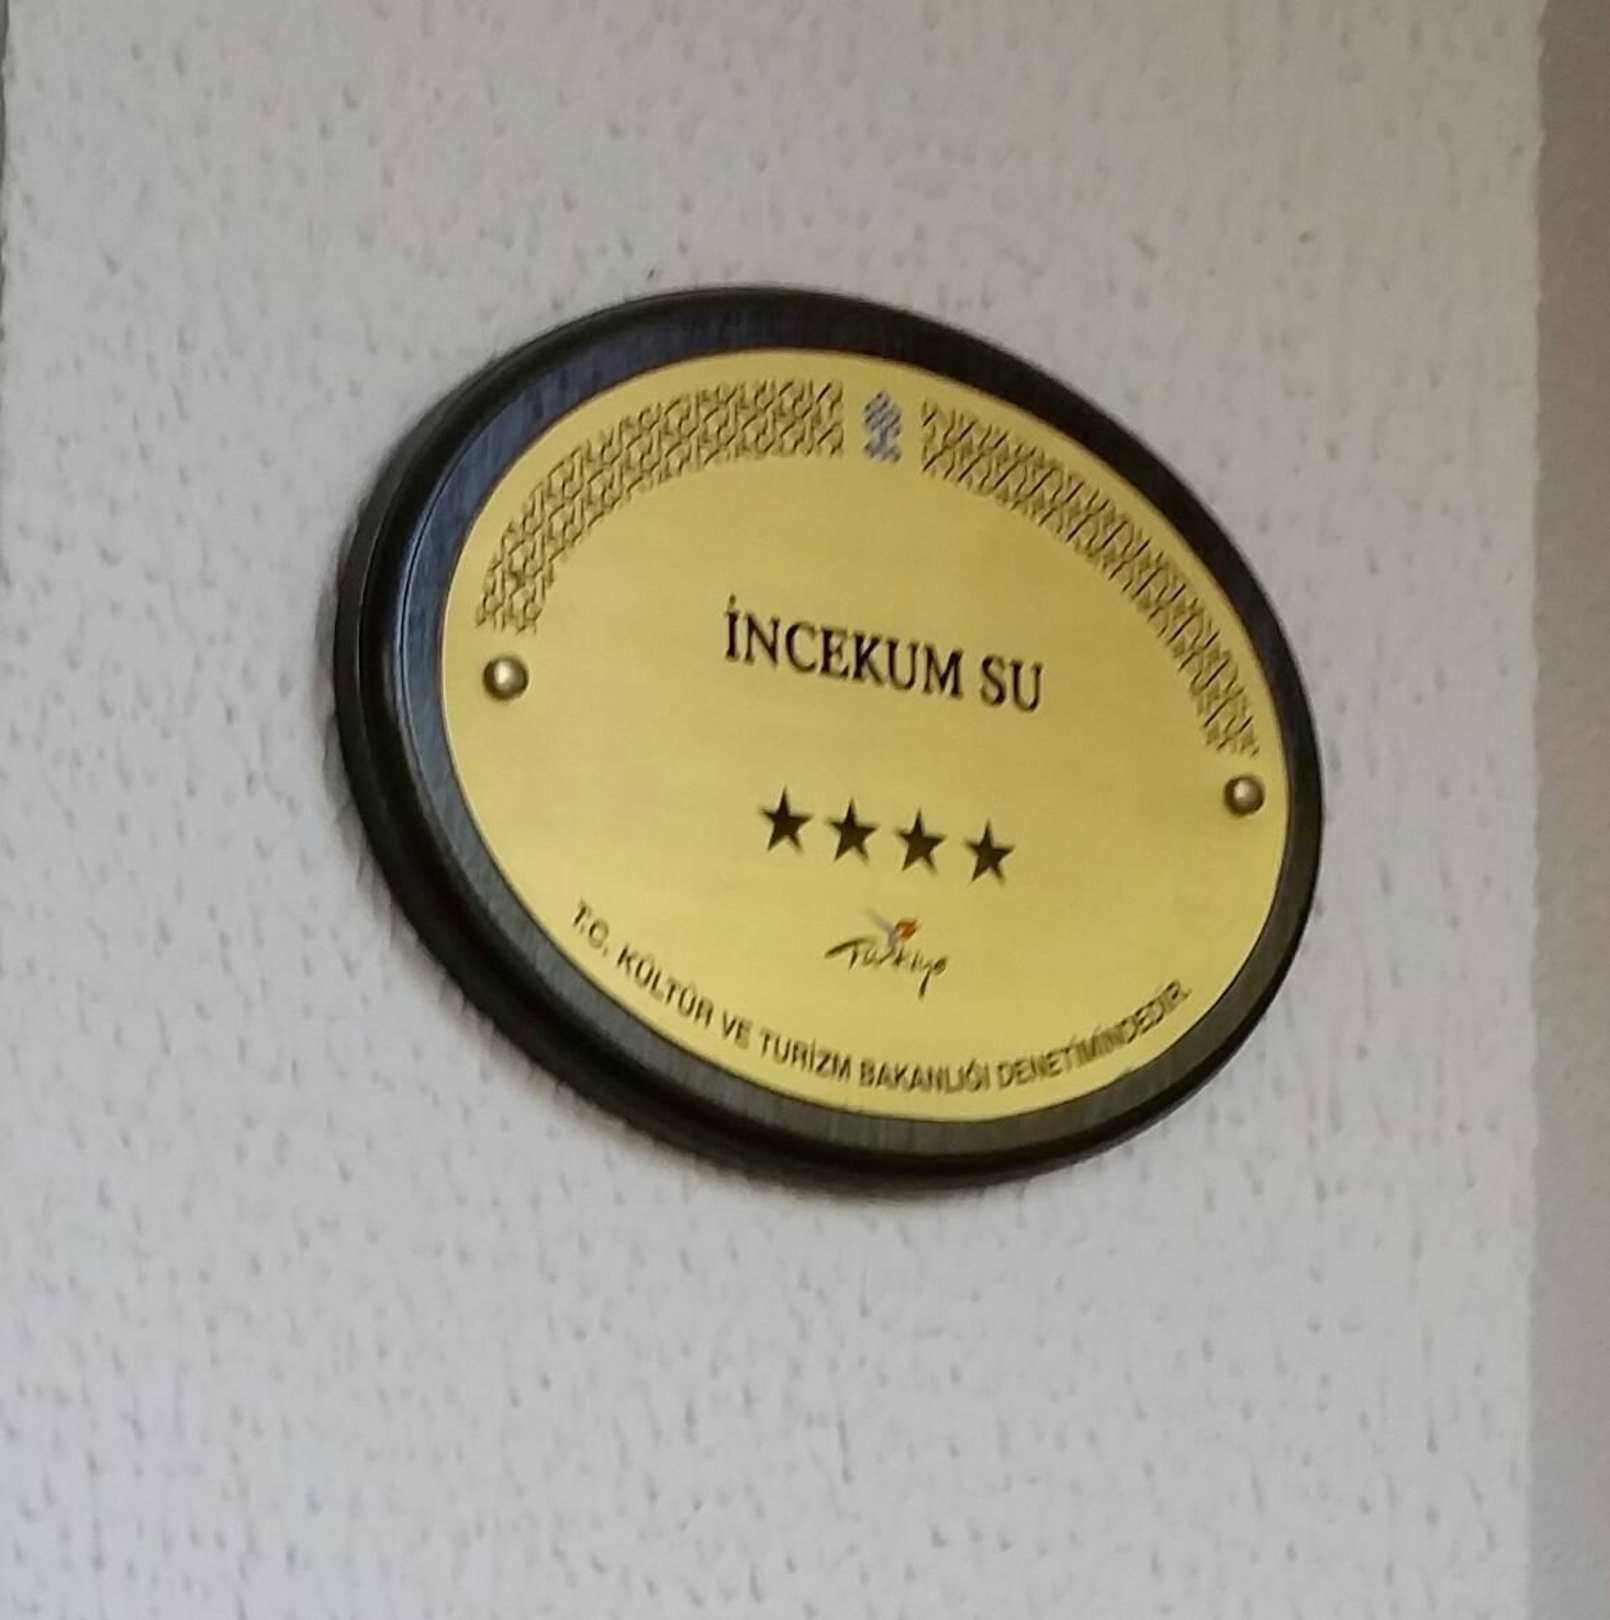 İNCEKUM SU
★★★★
Türkiye
T.C. KÜLTÜR VE TURİZM BAKANLIĞI DENETİMİNDEDİR.